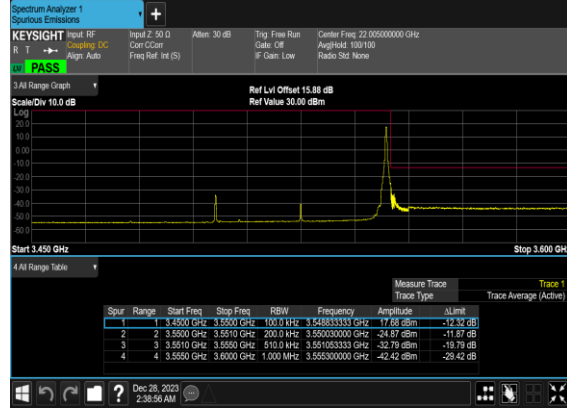 Spectrum Analyzer 1
Spurious Emissions
+
KEYSIGHT Input: RF Input Z: 50 Ω Atten: 30 dB Trig: Free Run Center Freq: 22.005000000 GHz
R T Coupling: DC Corr CCorr Gate: Off Avg|Hold: 100/100
Align: Auto Freq Ref: Int (S) IF Gain: Low Radio Std: None
LW PASS
3 All Range Graph Ref Lvl Offset 15.88 dB
Scale/Div 10.0 dB Ref Value 30.00 dBm
Log
20.0
10.0
0.00
-10.0
-20.0
-30.0
-40.0
-50.0
-60.0
Start 3.450 GHz Stop 3.600 GHz
4 All Range Table
Measure Trace Trace 1
Trace Type Trace Average (Active)
Spur Range Start Freq Stop Freq RBW Frequency Amplitude ΔLimit
1 1 3.4500 GHz 3.5500 GHz 100.0 kHz 3.548833333 GHz 17.68 dBm -12.32 dB
2 2 3.5500 GHz 3.5510 GHz 200.0 kHz 3.550030000 GHz -24.87 dBm -11.87 dB
3 3 3.5510 GHz 3.5550 GHz 510.0 kHz 3.551053333 GHz -32.79 dBm -19.79 dB
4 4 3.5550 GHz 3.6000 GHz 1.000 MHz 3.555300000 GHz -42.42 dBm -29.42 dB
? Dec 28, 2023
2:38:56 AM